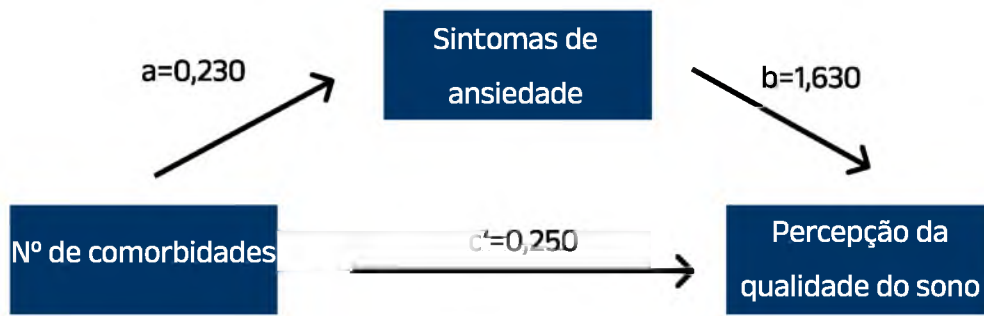 Sintomas de
ansiedade
a=0,230
b=1,630
Nº de comorbidades
c'=0,250
Percepção da
qualidade do sono